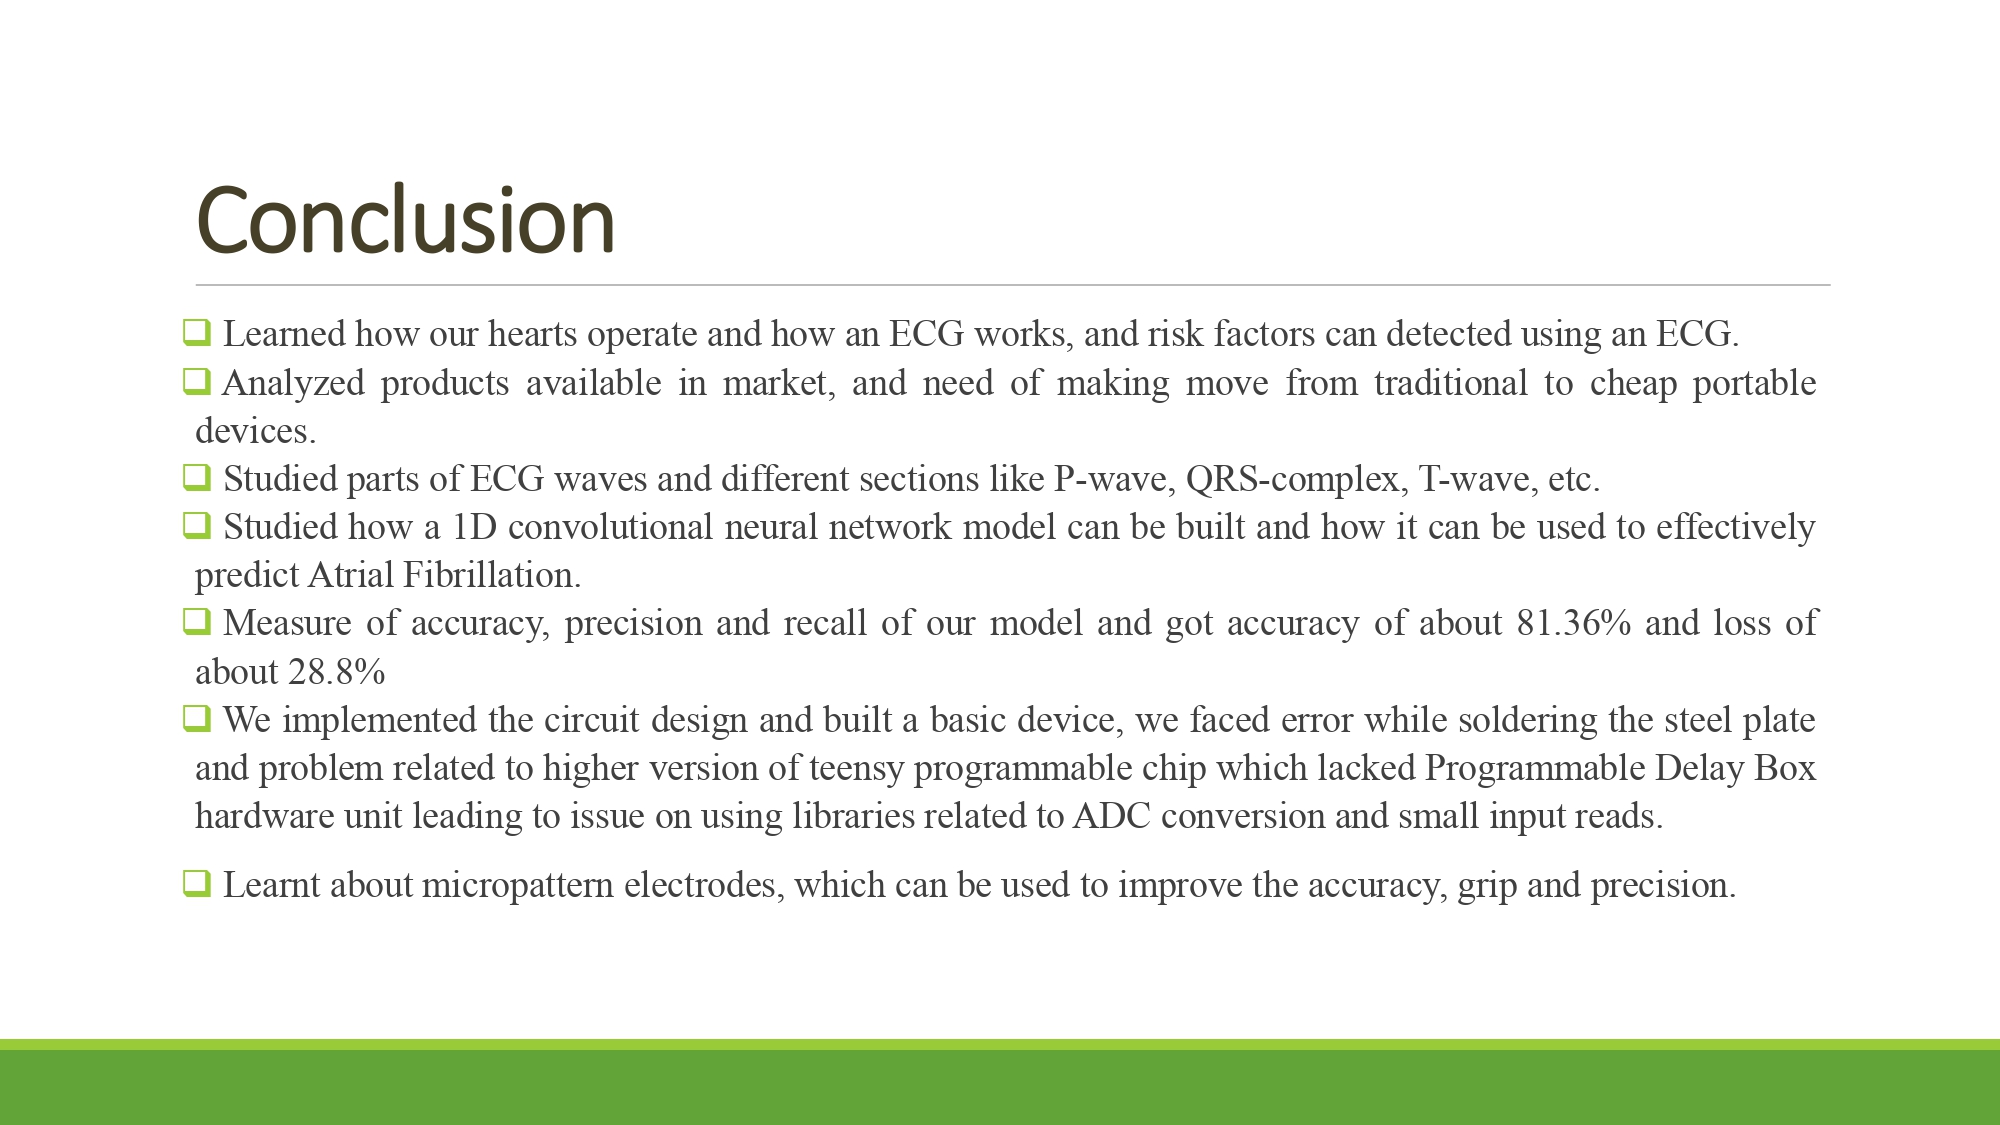 Conclusion
Learned how our hearts operate and how an ECG works, and risk factors can detected using an ECG.
Analyzed products available in market, and need of making move from traditional to cheap portable
devices.
Studied parts of ECG waves and different sections like P-wave, QRS-complex, T-wave, etc.
Studied how a 1D convolutional neural network model can be built and how it can be used to effectively
predict Atrial Fibrillation.
Measure of accuracy, precision and recall of our model and got accuracy of about 81.36% and loss of
about 28.8%
We implemented the circuit design and built a basic device, we faced error while soldering the steel plate
and problem related to higher version of teensy programmable chip which lacked Programmable Delay Box
hardware unit leading to issue on using libraries related to ADC conversion and small input reads.
Learnt about micropattern electrodes, which can be used to improve the accuracy, grip and precision.